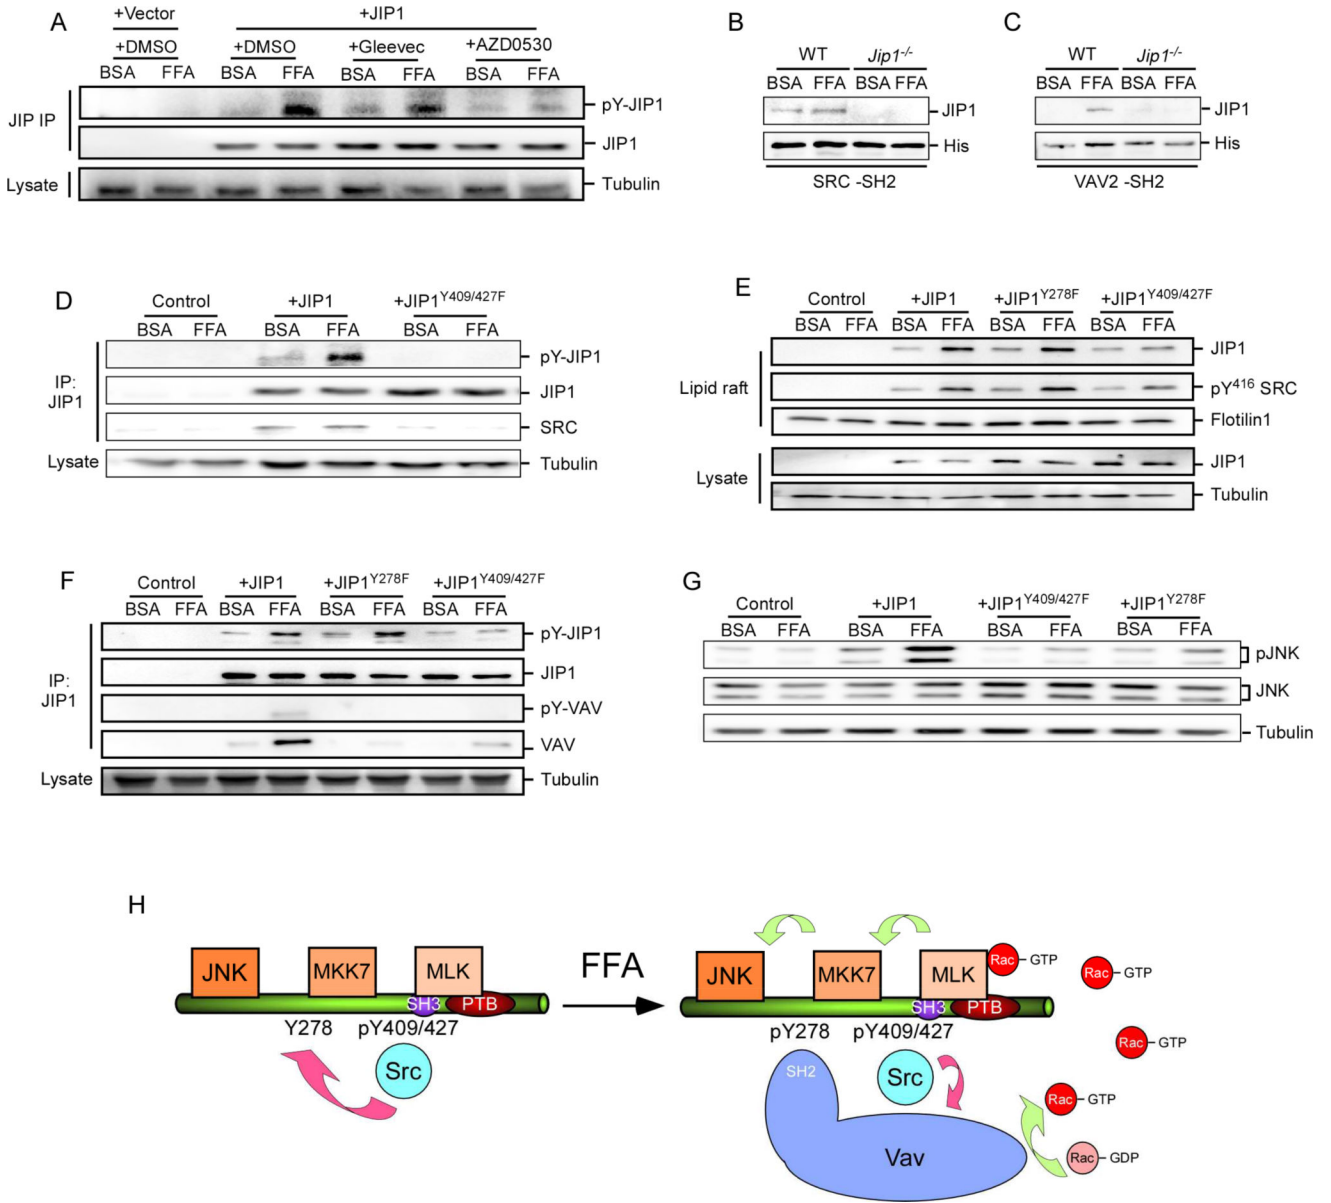 A
+Vector
+JIP1
+DMSO
+DMSO
+Gleevec
+AZD0530
BSA FFA BSA FFA BSA FFA BSA FFA
JIP IP
pY-JIP1
JIP1
Lysate
Tubulin
B
WT Jip1-/-
BSA FFA BSA FFA
JIP1
His
SRC -SH2
C
WT Jip1-/-
BSA FFA BSA FFA
JIP1
His
VAV2 -SH2
D
Control +JIP1 +JIP1Y409/427F
BSA FFA BSA FFA BSA FFA
IP:
JIP1
pY-JIP1
JIP1
SRC
Lysate
Tubulin
E
Control +JIP1 +JIP1Y278F +JIP1Y409/427F
BSA FFA BSA FFA BSA FFA BSA FFA
Lipid raft
JIP1
pY416 SRC
Flotilin1
Lysate
JIP1
Tubulin
F
Control +JIP1 +JIP1Y278F +JIP1Y409/427F
BSA FFA BSA FFA BSA FFA BSA FFA
IP:
JIP1
pY-JIP1
JIP1
pY-VAV
VAV
Lysate
Tubulin
G
Control +JIP1 +JIP1Y409/427F +JIP1Y278F
BSA FFA BSA FFA BSA FFA BSA FFA
pJNK
JNK
Tubulin
H
JNK MKK7 MLK
SH3 PTB
Y278 pY409/427
Src
FFA
JNK MKK7 MLK
Rac-GTP
Rac-GTP
SH3 PTB
pY278 pY409/427
Rac-GTP
SH2
Src
Rac-GTP
Vav
Rac-GDP